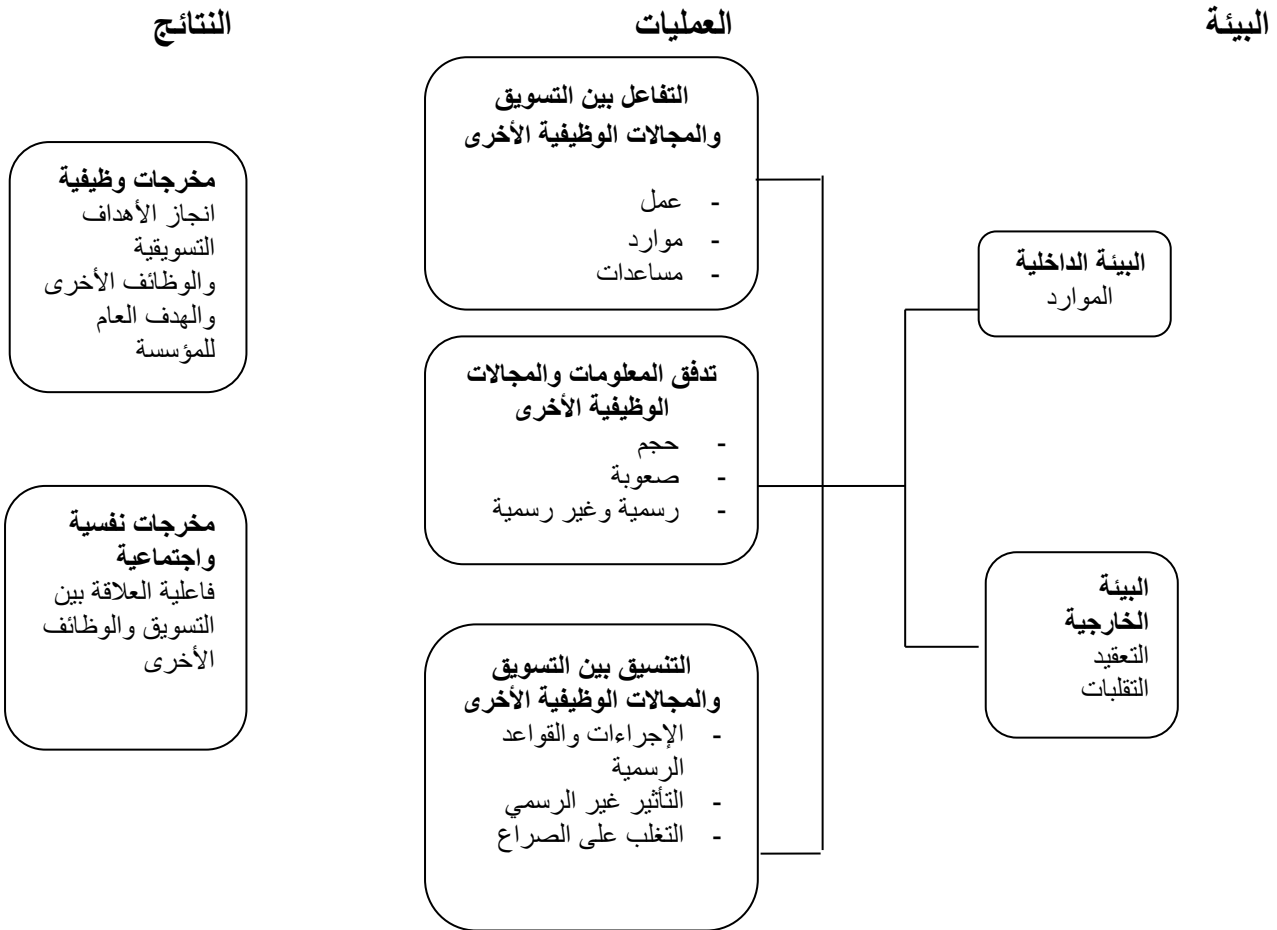 البيئة
العمليات
النتائج
البيئة الداخلية
الموارد
البيئة
الخارجية
التعقيد
التقلبات
التفاعل بين التسويق
والمجالات الوظيفية الأخرى
- عمل
- موارد
- مساعدات
تدفق المعلومات والمجالات
الوظيفية الأخرى
- حجم
- صعوبة
- رسمية وغير رسمية
التنسيق بين التسويق
والمجالات الوظيفية الأخرى
- الإجراءات والقواعد
الرسمية
- التأثير غير الرسمي
- التغلب على الصراع
مخرجات وظيفية
انجاز الأهداف
التسويقية
والوظائف الأخرى
والهدف العام
للمؤسسة
مخرجات نفسية
واجتماعية
فاعلية العلاقة بين
التسويق والوظائف
الأخرى